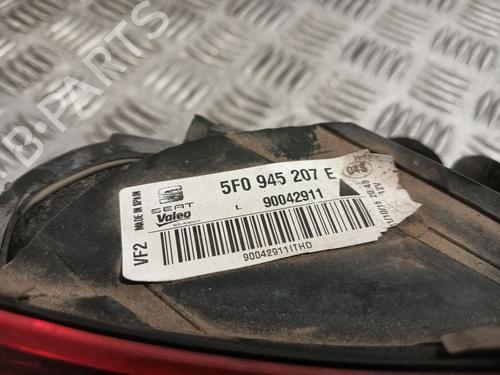 B-PARTS
MADE IN SPAIN
SEAT
Valeo
5F0 945 207 E
L 90042911
VF2
90042911ITHD